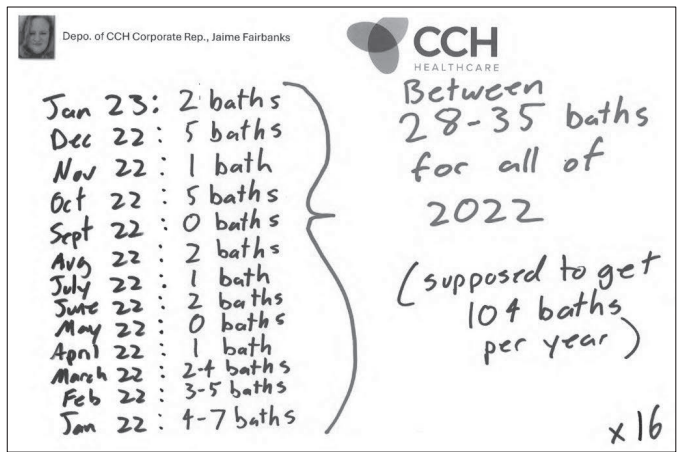 Depo. of CCH Corporate Rep., Jaime Fairbanks
CCH
HEALTHCARE
Jan 23: 2 baths
Dec 22: 5 baths
Nov 22: 1 bath
Oct 22: 5 baths
Sept 22: 0 baths
Aug 22: 2 baths
July 22: 1 bath
June 22: 2 baths
May 22: 0 baths
April 22: 1 bath
March 22: 2-4 baths
Feb 22: 3-5 baths
Jan 22: 4-7 baths
Between
28-35 baths
for all of
2022
(supposed to get
104 baths
per year)
x16